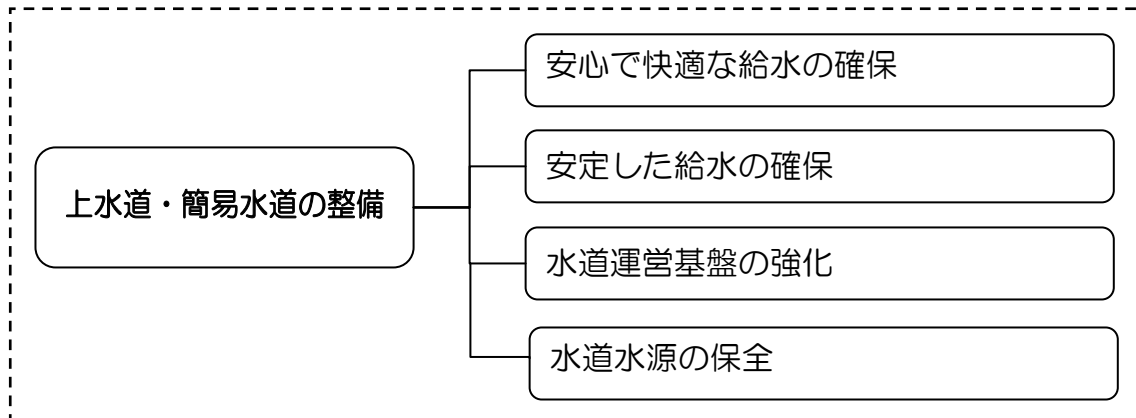 上水道・簡易水道の整備
安心で快適な給水の確保
安定した給水の確保
水道運営基盤の強化
水道水源の保全